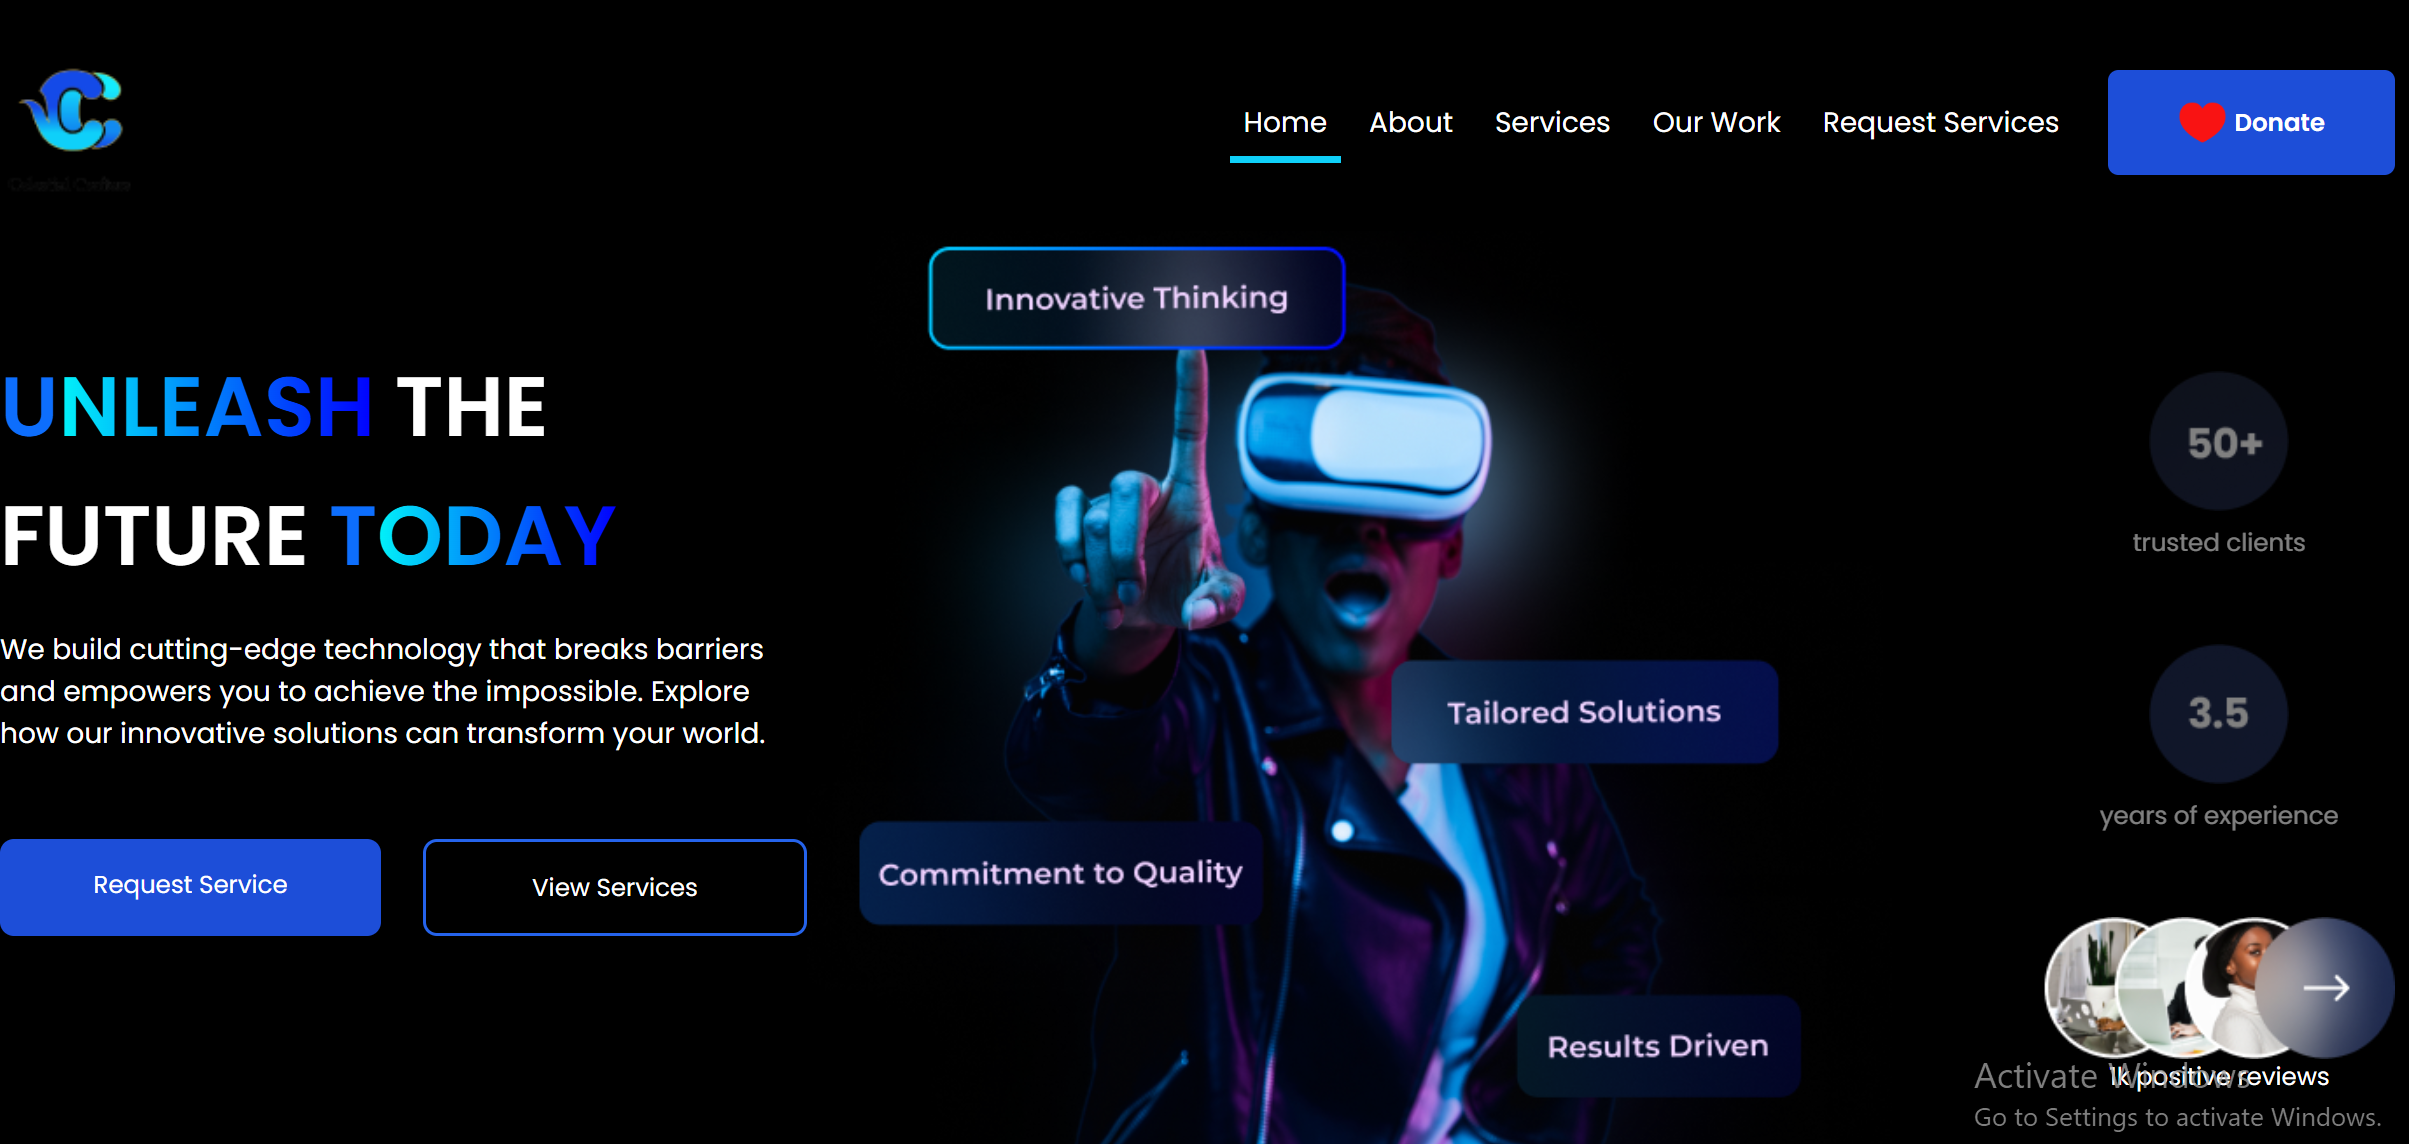 Home About Services Our Work Request Services Donate
Innovative Thinking
UNLEASH THE
FUTURE TODAY
We build cutting-edge technology that breaks barriers
and empowers you to achieve the impossible. Explore
how our innovative solutions can transform your world.
Request Service
View Services
Tailored Solutions
Commitment to Quality
Results Driven
50+
trusted clients
3.5
years of experience
1k positive reviews
Activate Windows
Go to Settings to activate Windows.